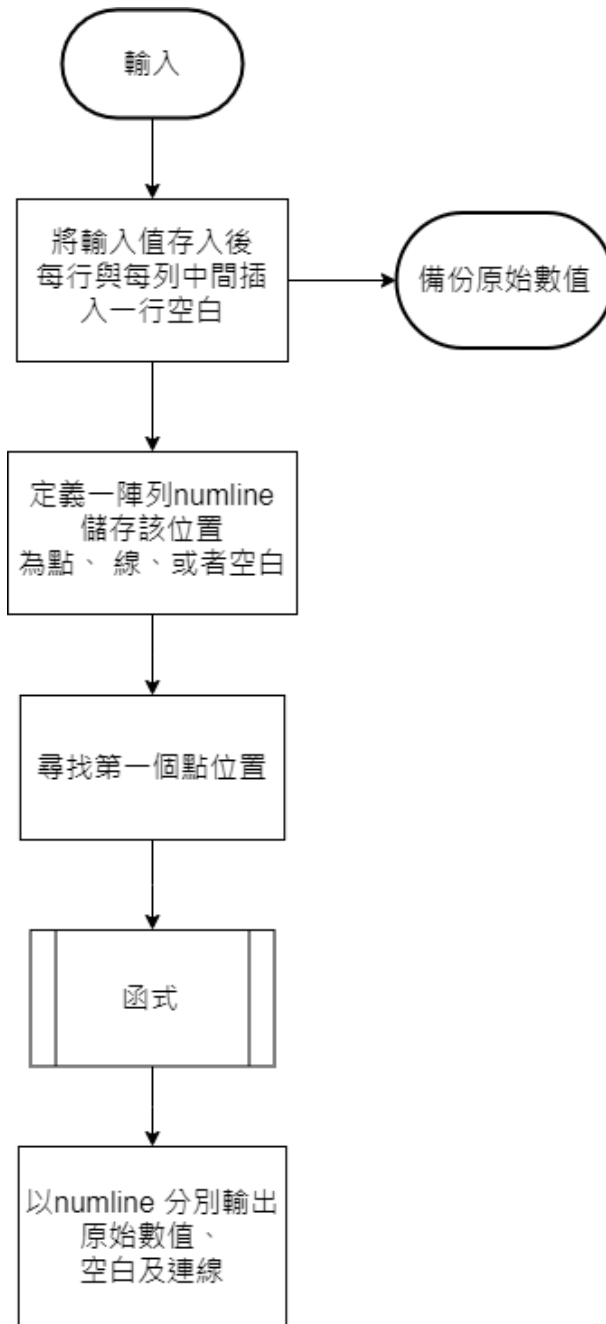 輸入
將輸入值存入後
每行與每列中間插
入一行空白
備份原始數值
定義一陣列numline
儲存該位置
為點、 線、或者空白
尋找第一個點位置
函式
以numline 分別輸出
原始數值、
空白及連線